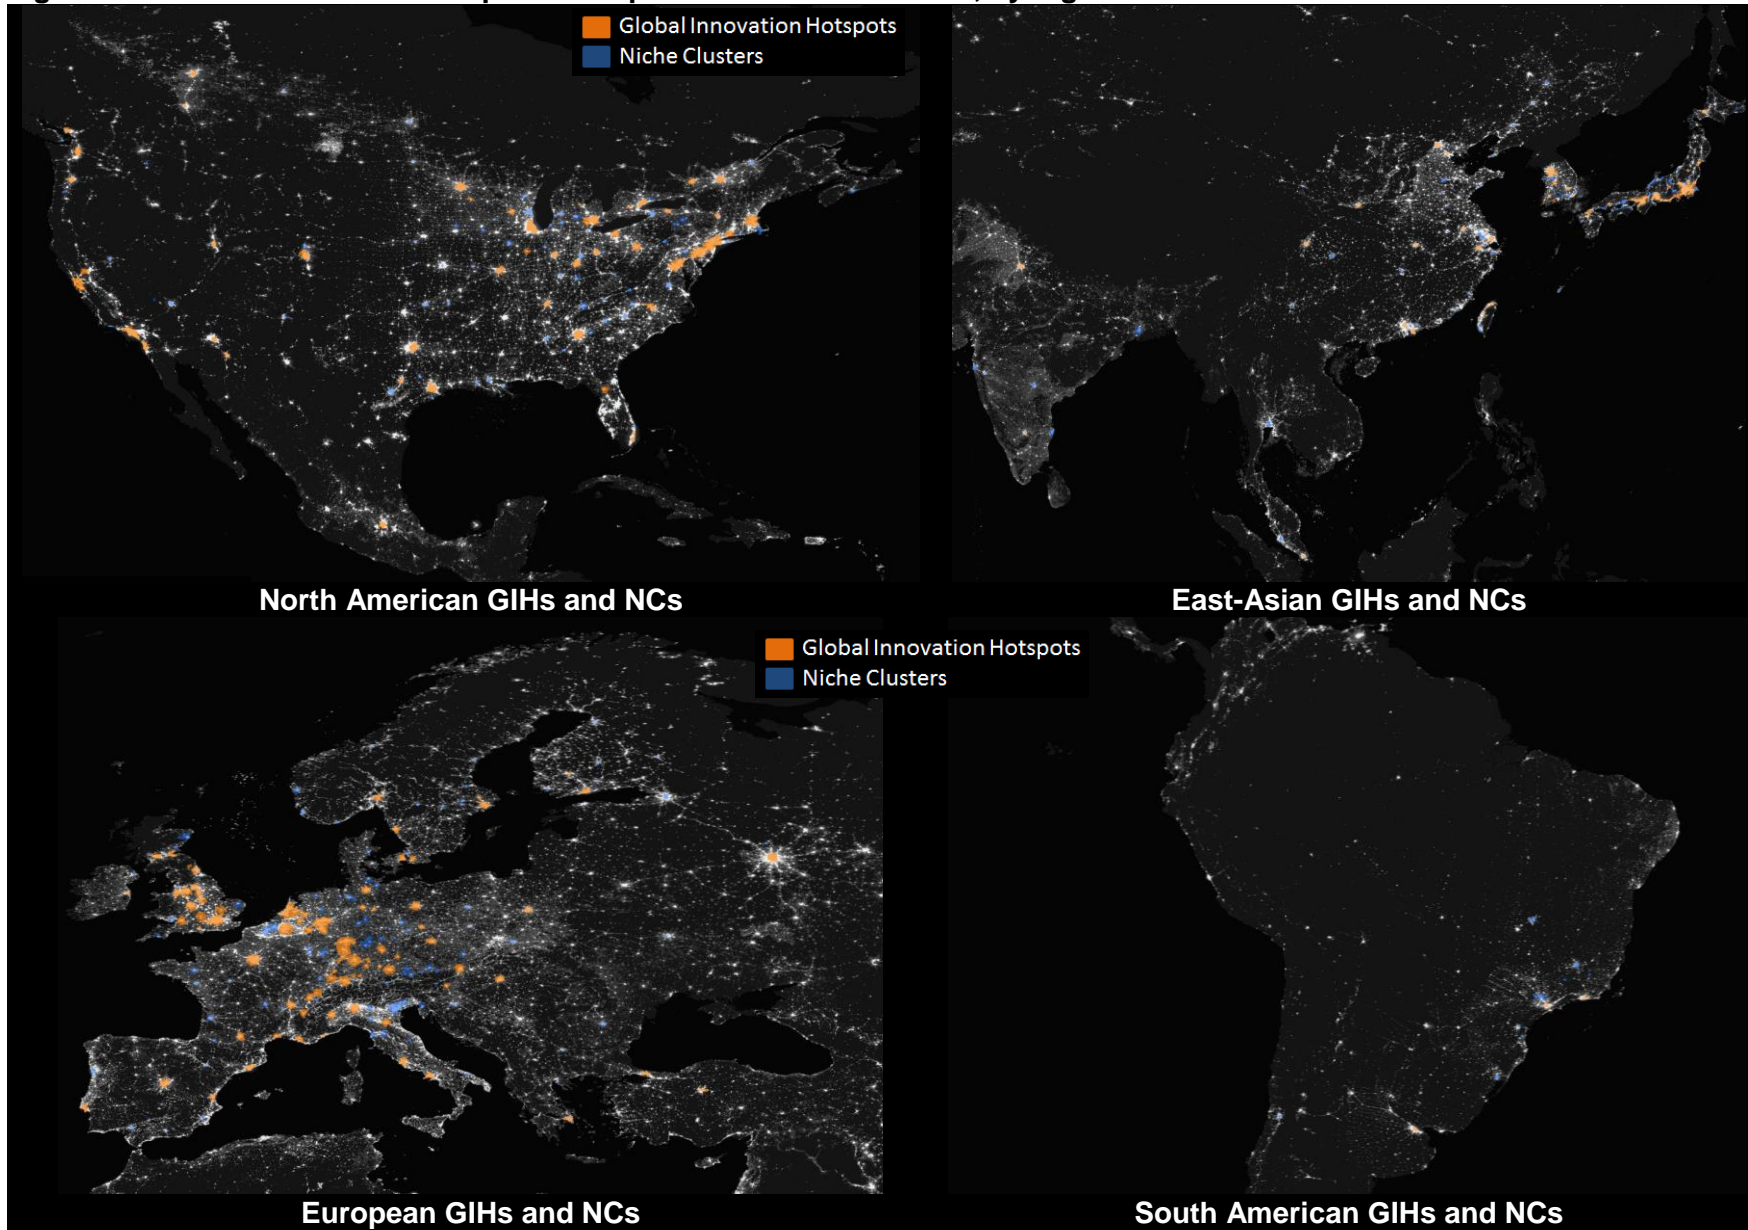 Global Innovation Hotspots
Niche Clusters
North American GIHs and NCs
East-Asian GIHs and NCs
Global Innovation Hotspots
Niche Clusters
European GIHs and NCs
South American GIHs and NCs